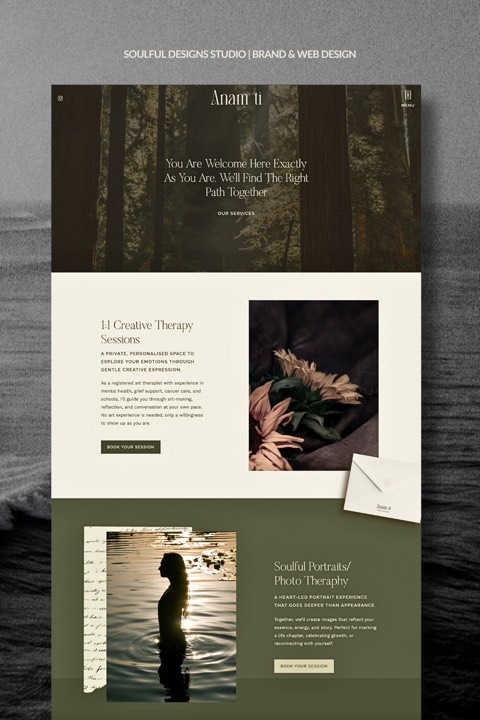 SOULFUL DESIGNS STUDIO | BRAND & WEB DESIGN
Anam ti
MENU
You Are Welcome Here Exactly
As You Are. We'll Find The Right
Path Together
OUR SERVICES
1:1 Creative Therapy
Sessions
A PRIVATE, PERSONALISED SPACE TO
EXPLORE YOUR EMOTIONS THROUGH
GENTLE CREATIVE EXPRESSION.
As a registered art therapist with experience in
mental health, grief support, cancer care, and
schools, I'll guide you through art-making,
reflection, and conversation at your own pace.
No art experience is needed, only a willingness
to show up as you are.
BOOK YOUR SESSION
Anam ti
Soulful Portraits/
Photo Theraphy
A HEART-LED PORTRAIT EXPERIENCE
THAT GOES DEEPER THAN APPEARANCE.
Together, we'll create images that reflect your
essence, energy, and story. Perfect for marking
a life chapter, celebrating growth, or
reconnecting with yourself.
BOOK YOUR SESSION